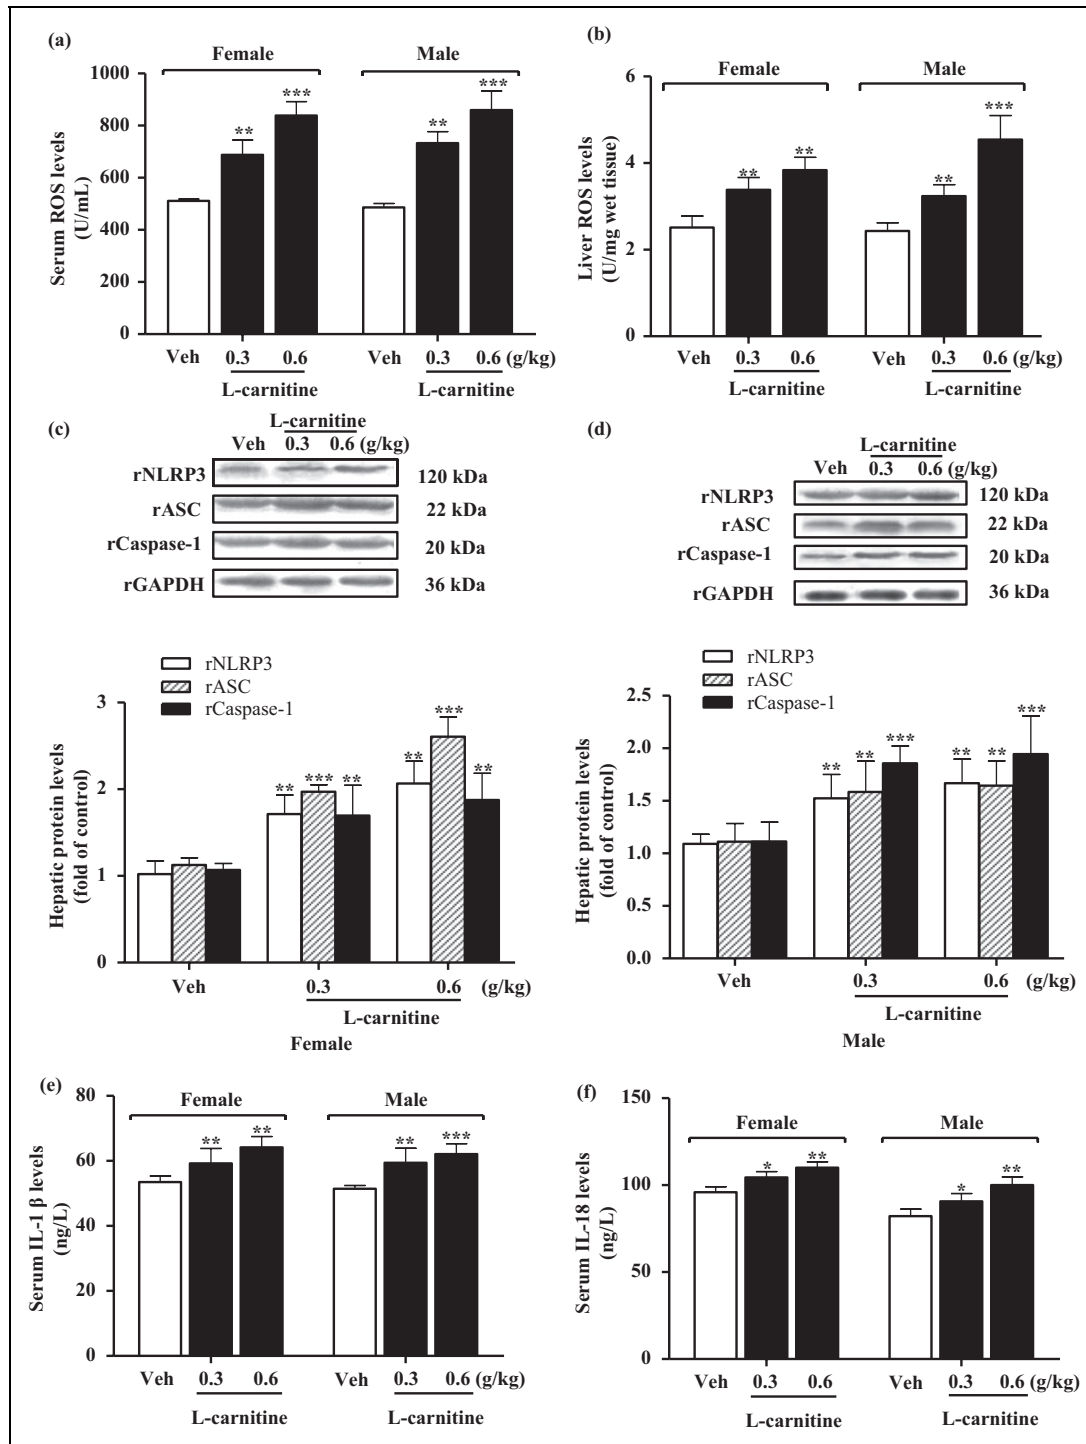 (a)
Female Male
1000
800
600
400
200
0
Serum ROS levels
(U/mL)
** *** ** ***
Veh 0.3 0.6 Veh 0.3 0.6 (g/kg)
L-carnitine L-carnitine
(b)
Female Male
6
4
2
0
Liver ROS levels
(U/mg wet tissue)
** ** ** ***
Veh 0.3 0.6 Veh 0.3 0.6 (g/kg)
L-carnitine L-carnitine
(c)
L-carnitine
Veh 0.3 0.6 (g/kg)
rNLRP3 120 kDa
rASC 22 kDa
rCaspase-1 20 kDa
rGAPDH 36 kDa
rNLRP3
rASC
rCaspase-1
3
2
1
0
Hepatic protein levels
(fold of control)
** *** ** ** *** **
Veh 0.3 0.6 (g/kg)
L-carnitine
Female
(d)
L-carnitine
Veh 0.3 0.6 (g/kg)
rNLRP3 120 kDa
rASC 22 kDa
rCaspase-1 20 kDa
rGAPDH 36 kDa
rNLRP3
rASC
rCaspase-1
2.5
2.0
1.5
1.0
0.5
0.0
Hepatic protein levels
(fold of control)
** ** *** ** ** ***
Veh 0.3 0.6 (g/kg)
L-carnitine
Male
(e)
Female Male
80
60
40
20
0
Serum IL-1 β levels
(ng/L)
** ** ** ***
Veh 0.3 0.6 Veh 0.3 0.6 (g/kg)
L-carnitine L-carnitine
(f)
Female Male
150
100
50
0
Serum IL-18 levels
(ng/L)
* ** * **
Veh 0.3 0.6 Veh 0.3 0.6 (g/kg)
L-carnitine L-carnitine